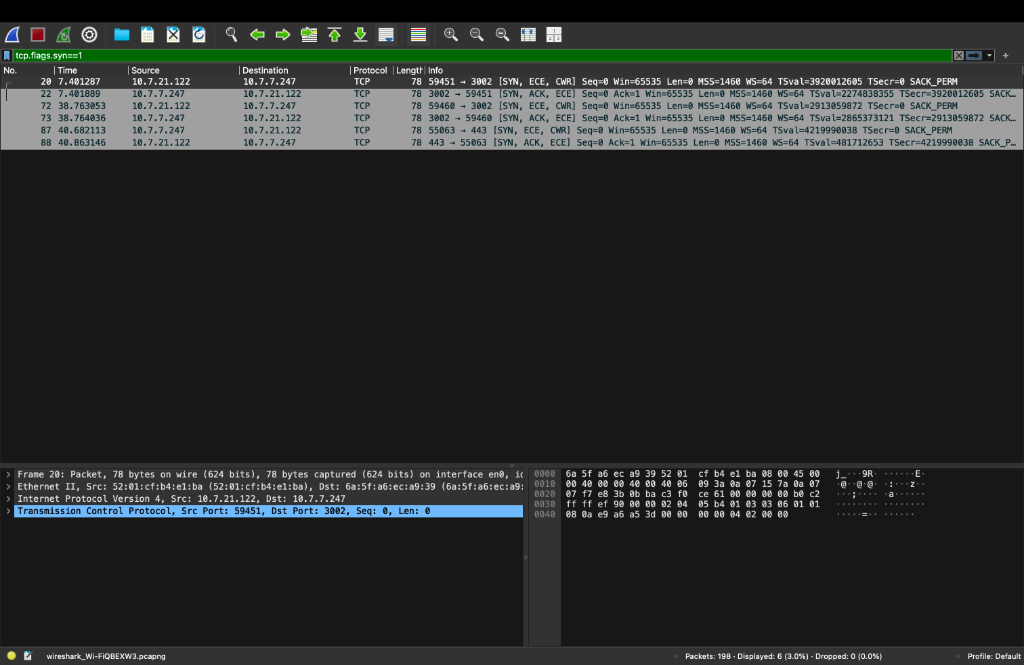 tcp.flags.syn==1
No. Time Source Destination Protocol Length Info
20 7.401287 10.7.21.122 10.7.7.247 TCP 78 59451 → 3002 [SYN, ECE, CWR] Seq=0 Win=65535 Len=0 MSS=1460 WS=64 TSval=3920012605 TSecr=0 SACK_PERM
22 7.401889 10.7.7.247 10.7.21.122 TCP 78 3002 → 59451 [SYN, ACK, ECE] Seq=0 Ack=1 Win=65535 Len=0 MSS=1460 WS=64 TSval=2274838355 TSecr=3920012605 SACK…
72 38.763053 10.7.21.122 10.7.7.247 TCP 78 59460 → 3002 [SYN, ECE, CWR] Seq=0 Win=65535 Len=0 MSS=1460 WS=64 TSval=2913059872 TSecr=0 SACK_PERM
73 38.764036 10.7.7.247 10.7.21.122 TCP 78 3002 → 59460 [SYN, ACK, ECE] Seq=0 Ack=1 Win=65535 Len=0 MSS=1460 WS=64 TSval=2865373121 TSecr=2913059872 SACK…
87 40.682113 10.7.21.122 10.7.7.247 TCP 78 55063 → 443 [SYN, ECE, CWR] Seq=0 Win=65535 Len=0 MSS=1460 WS=64 TSval=4219990038 TSecr=0 SACK_PERM
88 40.863146 10.7.7.247 10.7.21.122 TCP 78 443 → 55063 [SYN, ACK, ECE] Seq=0 Ack=1 Win=65535 Len=0 MSS=1460 WS=64 TSval=481712653 TSecr=4219990038 SACK_P…
Frame 20: Packet, 78 bytes on wire (624 bits), 78 bytes captured (624 bits) on interface en0, id
Ethernet II, Src: 52:01:cf:b4:e1:ba (52:01:cf:b4:e1:ba), Dst: 6a:5f:a6:ec:a9:39 (6a:5f:a6:ec:a9:
Internet Protocol Version 4, Src: 10.7.21.122, Dst: 10.7.7.247
Transmission Control Protocol, Src Port: 59451, Dst Port: 3002, Seq: 0, Len: 0
0000 6a 5f a6 ec a9 39 52 01 cf b4 e1 ba 08 00 45 00 j_···9R· ······E·
0010 00 40 00 00 40 00 40 06 09 3a 0a 07 15 7a 0a 07 ·@··@·@· ·:···z··
0020 07 f7 e8 3b 0b ba c3 f0 ce 61 00 00 00 00 b0 c2 ···;···· ·a······
0030 ff ff ef 90 00 00 02 04 05 b4 01 03 03 06 01 01 ········ ········
0040 08 0a e9 a6 a5 3d 00 00 00 00 04 02 00 00 ·····=·· ······
wireshark_Wi-FiQBEXW3.pcapng
Packets: 198 · Displayed: 6 (3.0%) · Dropped: 0 (0.0%)
Profile: Default